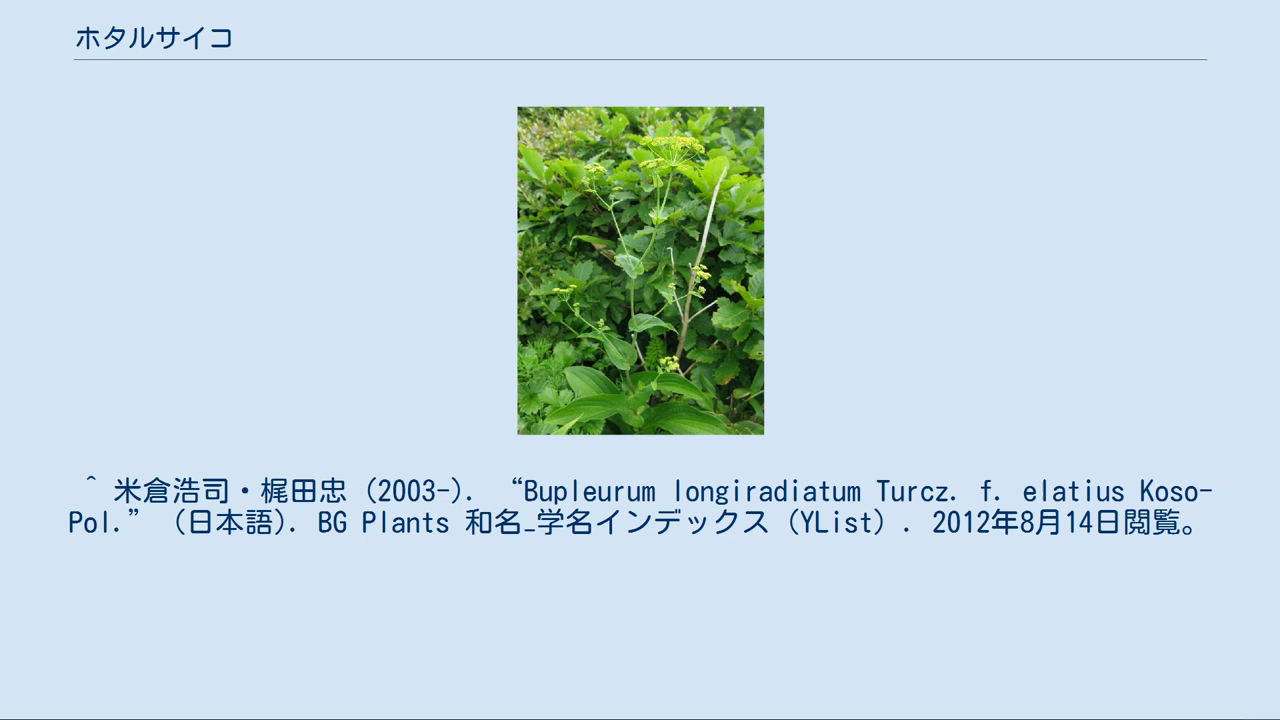 ホタルサイコ
^ 米倉浩司・梶田忠 (2003-). “Bupleurum longiradiatum Turcz. f. elatius Koso-
Pol.” (日本語). BG Plants 和名−学名インデックス (YList) . 2012年8月14日閲覧。